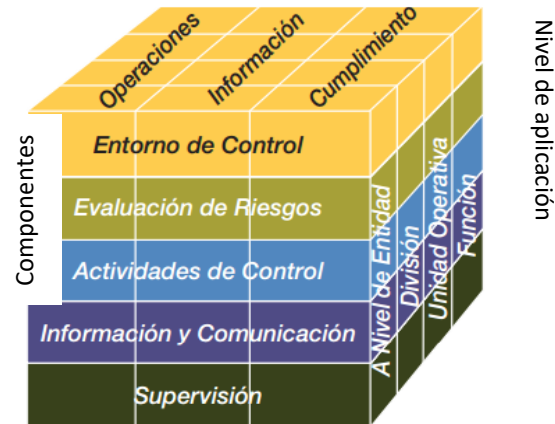 Operaciones
Información
Cumplimiento
Nivel de aplicación
Componentes
Entorno de Control
Evaluación de Riesgos
Actividades de Control
Información y Comunicación
Supervisión
A Nivel de Entidad
División
Unidad Operativa
Función